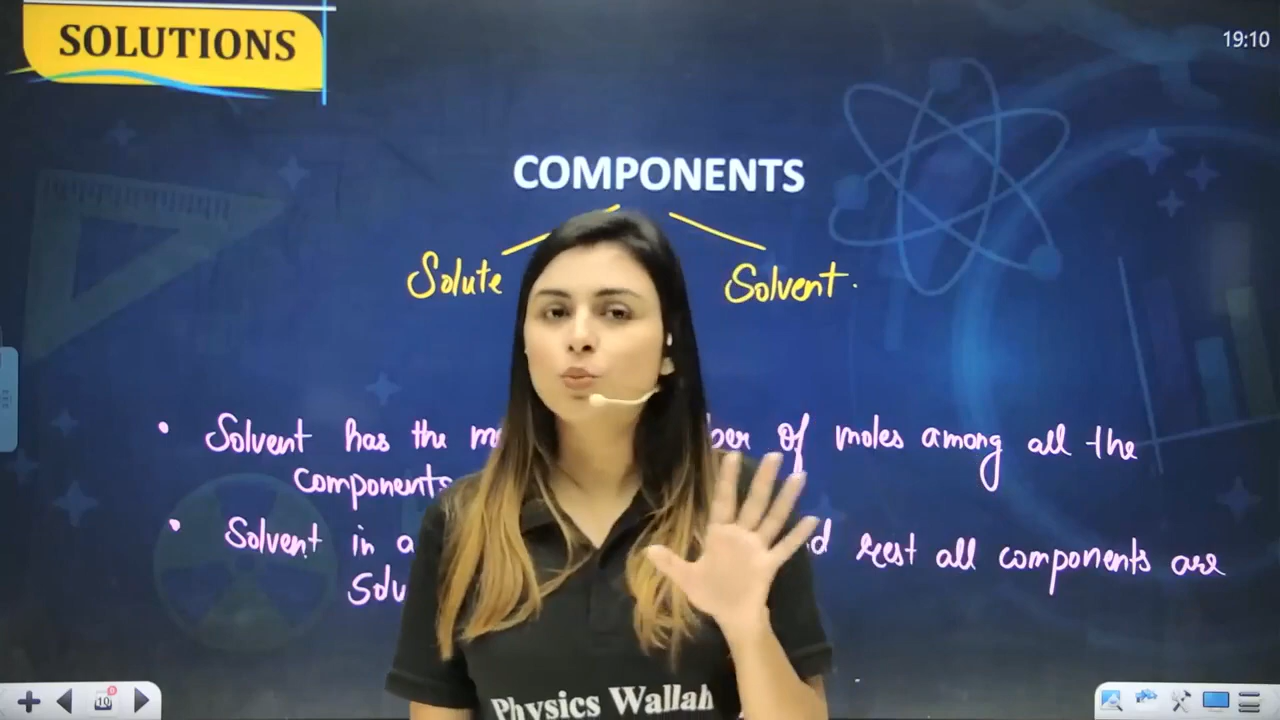 SOLUTIONS
19:10
COMPONENTS
Solute Solvent.
• Solvent has the of moles among all the
components
• Solvent in a rest all components are
Physics Wallah
10